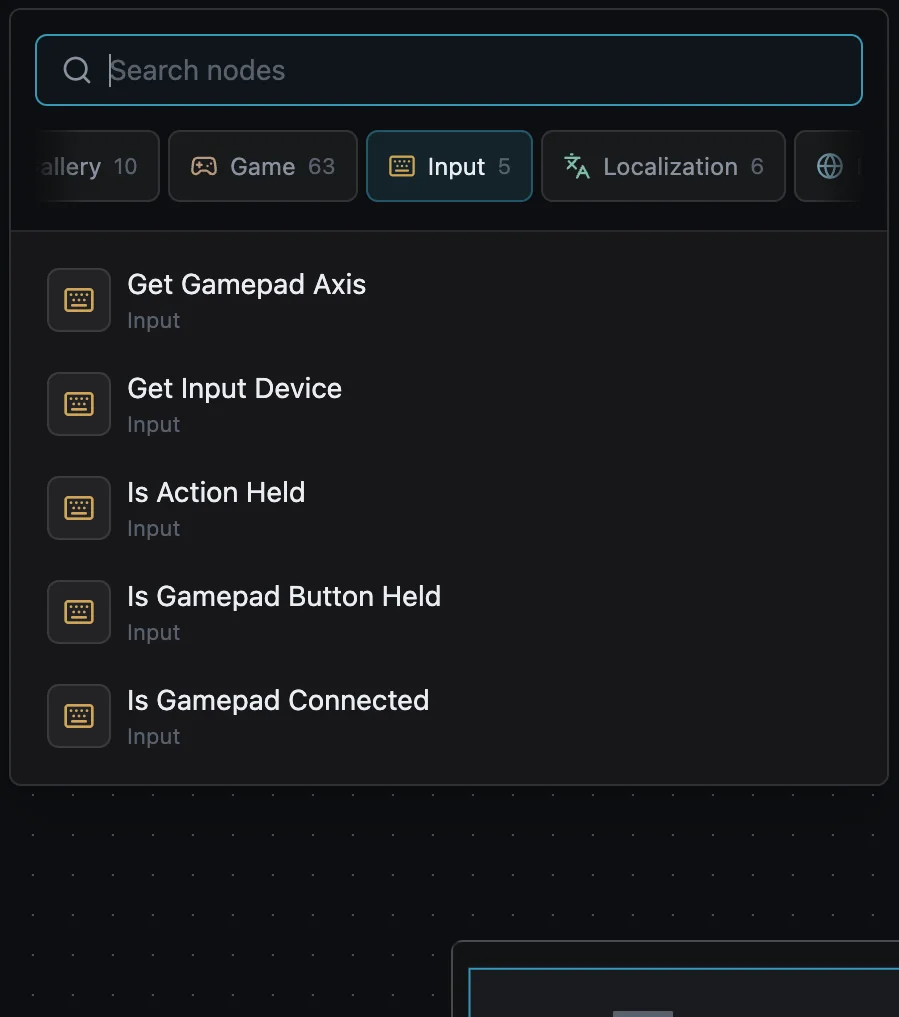 Search nodes
allery 10
Game 63
Input 5
Localization 6
Get Gamepad Axis
Input
Get Input Device
Input
Is Action Held
Input
Is Gamepad Button Held
Input
Is Gamepad Connected
Input